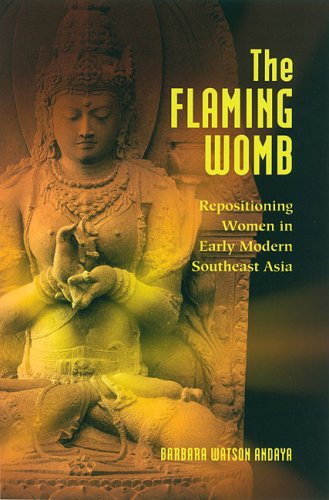 The
FLAMING
WOMB
Repositioning
Women in
Early Modern
Southeast Asia
BARBARA WATSON ANDAYA